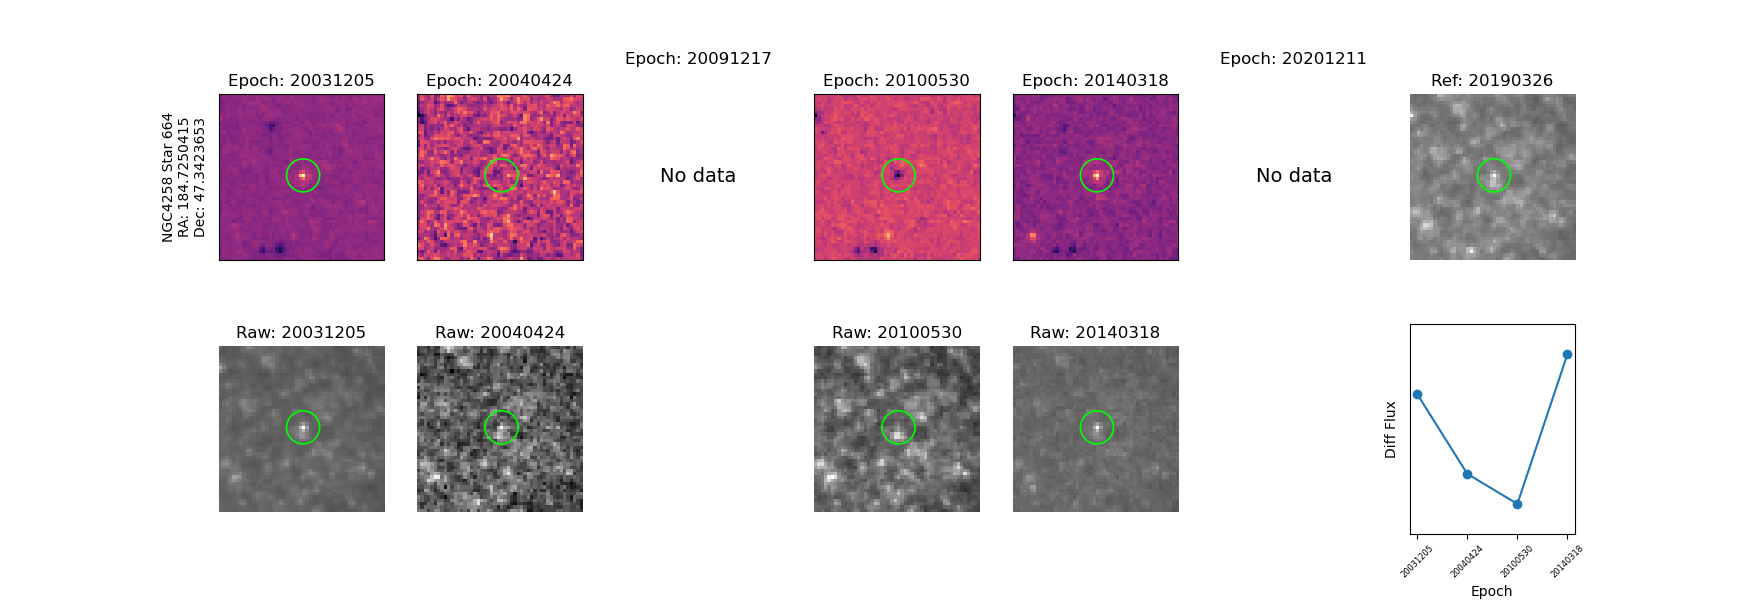 Epoch: 20031205
Epoch: 20040424
Epoch: 20091217
Epoch: 20100530
Epoch: 20140318
Epoch: 20201211
Ref: 20190326
NGC4258 Star 664
RA: 184.7250415
Dec: 47.3423653
No data
No data
Raw: 20031205
Raw: 20040424
Raw: 20100530
Raw: 20140318
Diff Flux
20031205
20040424
20100530
20140318
Epoch